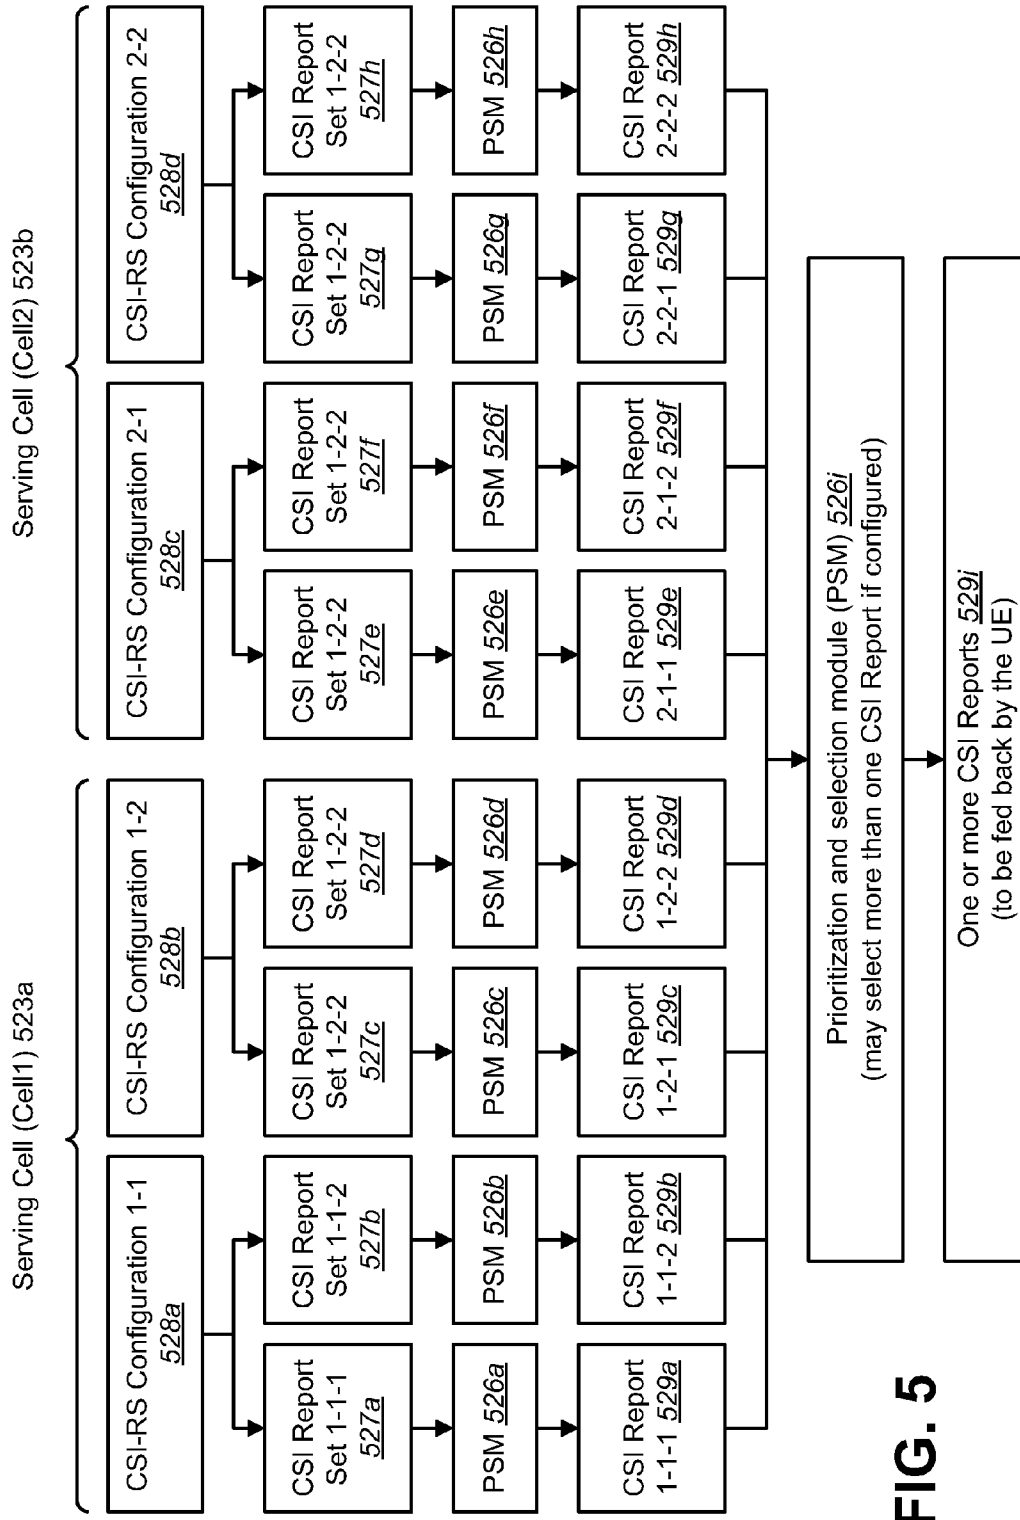 Serving Cell (Cell1) 523a
Serving Cell (Cell2) 523b
CSI-RS Configuration 1-1
528a
CSI-RS Configuration 1-2
528b
CSI-RS Configuration 2-1
528c
CSI-RS Configuration 2-2
528d
CSI Report
Set 1-1-1
527a
CSI Report
Set 1-1-2
527b
CSI Report
Set 1-2-2
527c
CSI Report
Set 1-2-2
527d
CSI Report
Set 1-2-2
527e
CSI Report
Set 1-2-2
527f
CSI Report
Set 1-2-2
527g
CSI Report
Set 1-2-2
527h
PSM 526a
PSM 526b
PSM 526c
PSM 526d
PSM 526e
PSM 526f
PSM 526g
PSM 526h
CSI Report
1-1-1 529a
CSI Report
1-1-2 529b
CSI Report
1-2-1 529c
CSI Report
1-2-2 529d
CSI Report
2-1-1 529e
CSI Report
2-1-2 529f
CSI Report
2-2-1 529g
CSI Report
2-2-2 529h
Prioritization and selection module (PSM) 526i
(may select more than one CSI Report if configured)
One or more CSI Reports 529i
(to be fed back by the UE)
FIG. 5